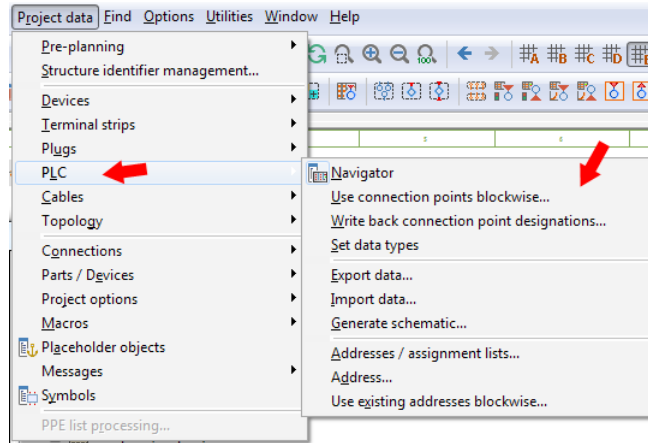 Project data Find Options Utilities Window Help
Pre-planning
Structure identifier management...
Devices
Terminal strips
Plugs
PLC
Cables
Topology
Connections
Parts / Devices
Project options
Macros
Placeholder objects
Messages
Symbols
PPE list processing...
100%
A B C D E
5 6
Navigator
Use connection points blockwise...
Write back connection point designations...
Set data types
Export data...
Import data...
Generate schematic...
Addresses / assignment lists...
Address...
Use existing addresses blockwise...